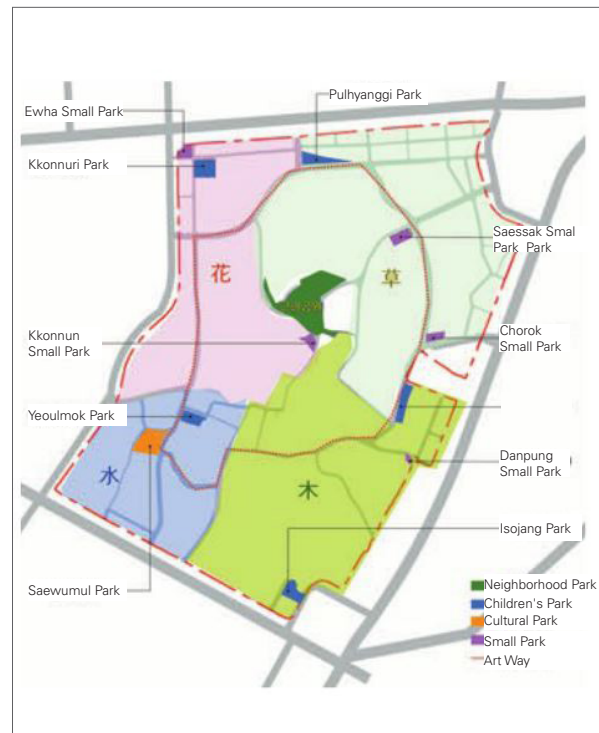 Pulhyanggi Park
Ewha Small Park
Kkonnuri Park
Saessak Smal
Park Park
花
草
Kkonnun
Small Park
Chorok
Small Park
Yeoulmok Park
Danpung
Small Park
水
木
Isojang Park
Saewumul Park
Neighborhood Park
Children's Park
Cultural Park
Small Park
Art Way